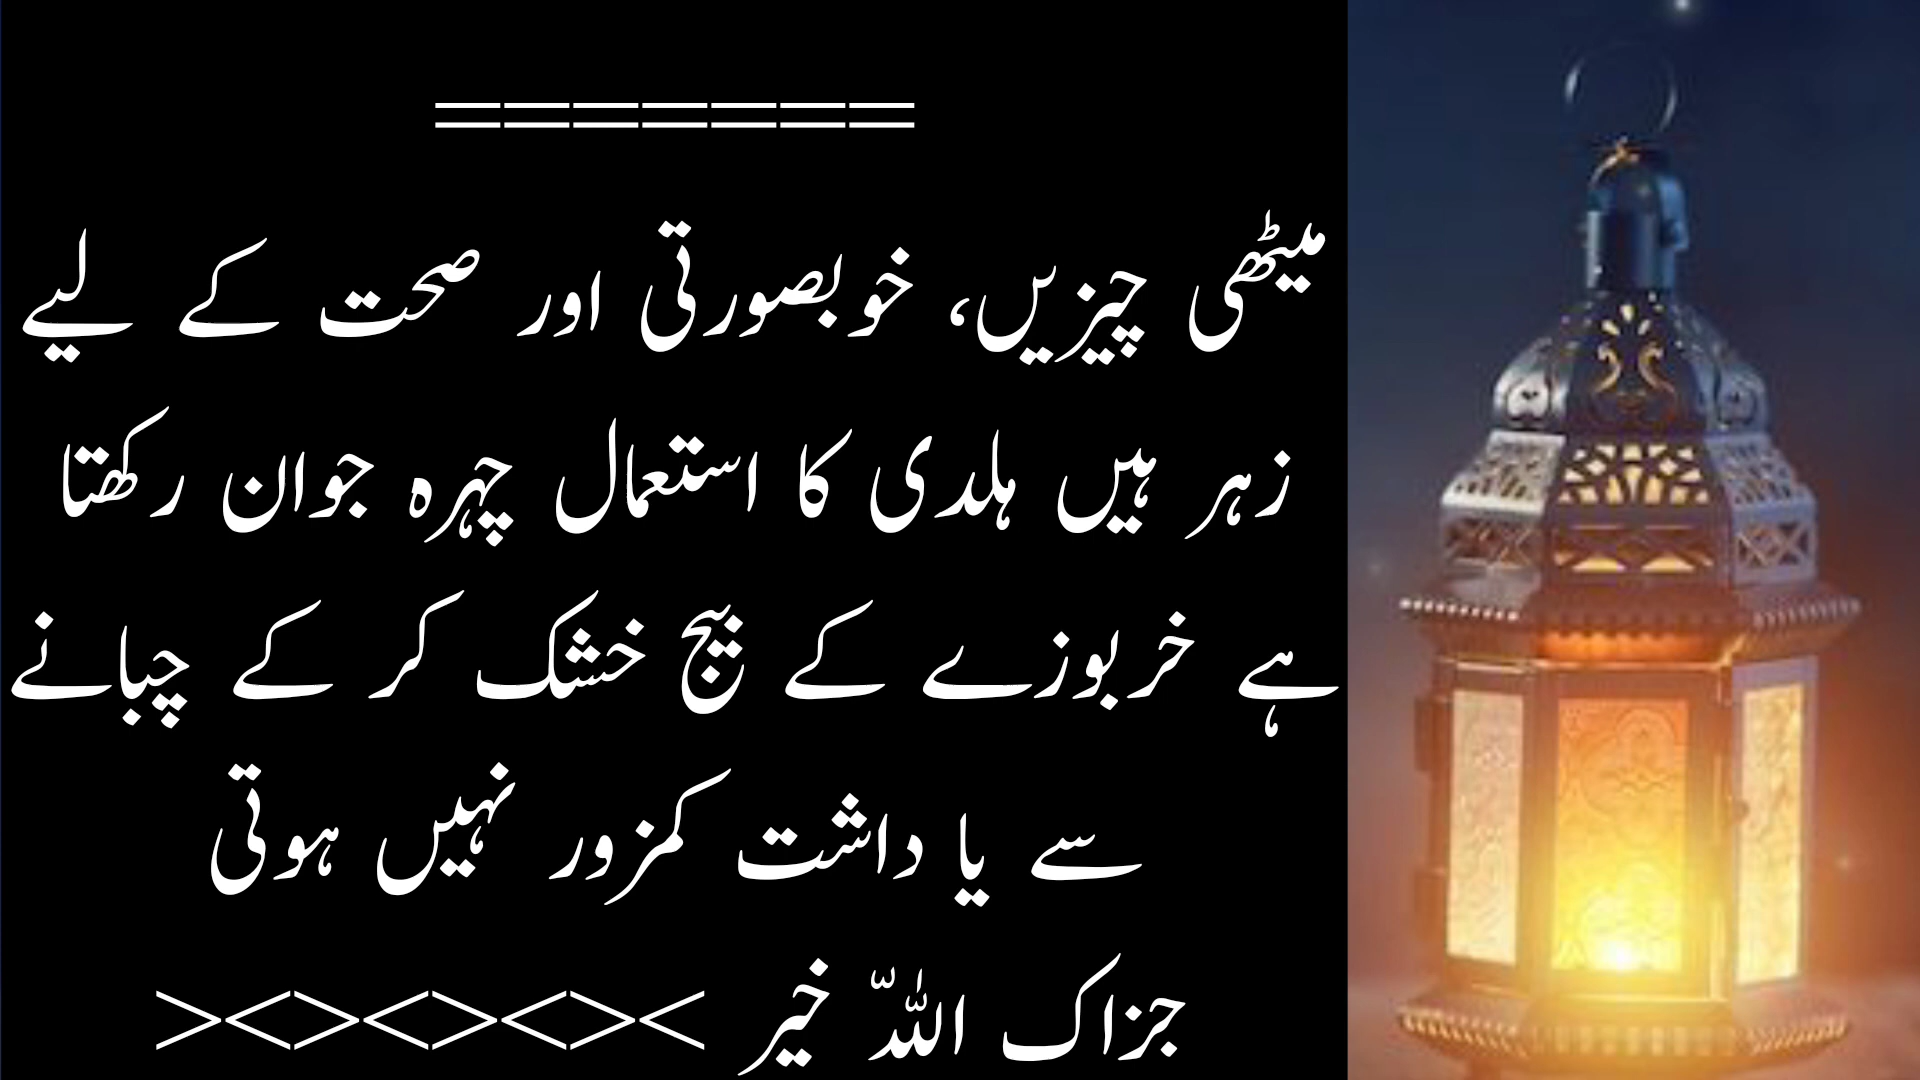 =======
میٹھی چیزیں، خوبصورتی اور صحت کے لیے
زہر ہیں ہلدی کا استعمال چہرہ جوان رکھتا
ہے خربوزے کے بیج خشک کر کے چبانے
سے یا داشت کمزور نہیں ہوتی
جزاک اللہّ خیر <><><><>